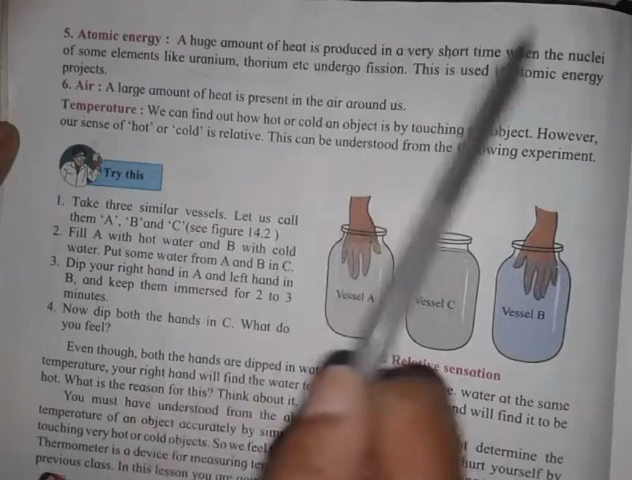 5. Atomic energy : A huge amount of heat is produced in a very short time when the nuclei
of some elements like uranium, thorium etc undergo fission. This is used tomic energy
projects.
6. Air : A large amount of heat is present in the air around us.
Temperature : We can find out how hot or cold an object is by touching object. However,
our sense of 'hot' or 'cold' is relative. This can be understood from the wing experiment.
Try this
1. Take three similar vessels. Let us call
them 'A', 'B'and 'C'(see figure 14.2 )
2. Fill A with hot water and B with cold
water. Put some water from A and B in C.
3. Dip your right hand in A and left hand in
B, and keep them immersed for 2 to 3
minutes.
4. Now dip both the hands in C. What do
you feel?
Vessel A
Vessel C
Vessel B
Relative sensation
Even though, both the hands are dipped in e. water at the same
temperature, your right hand will find the water nd will find it to be
hot. What is the reason for this? Think about it.
You must have understood from the determine the
temperature of an object accurately by hurt yourself by
touching very hot or cold objects. So we feel
Thermometer is a device for measuring
previous class. In this lesson you are